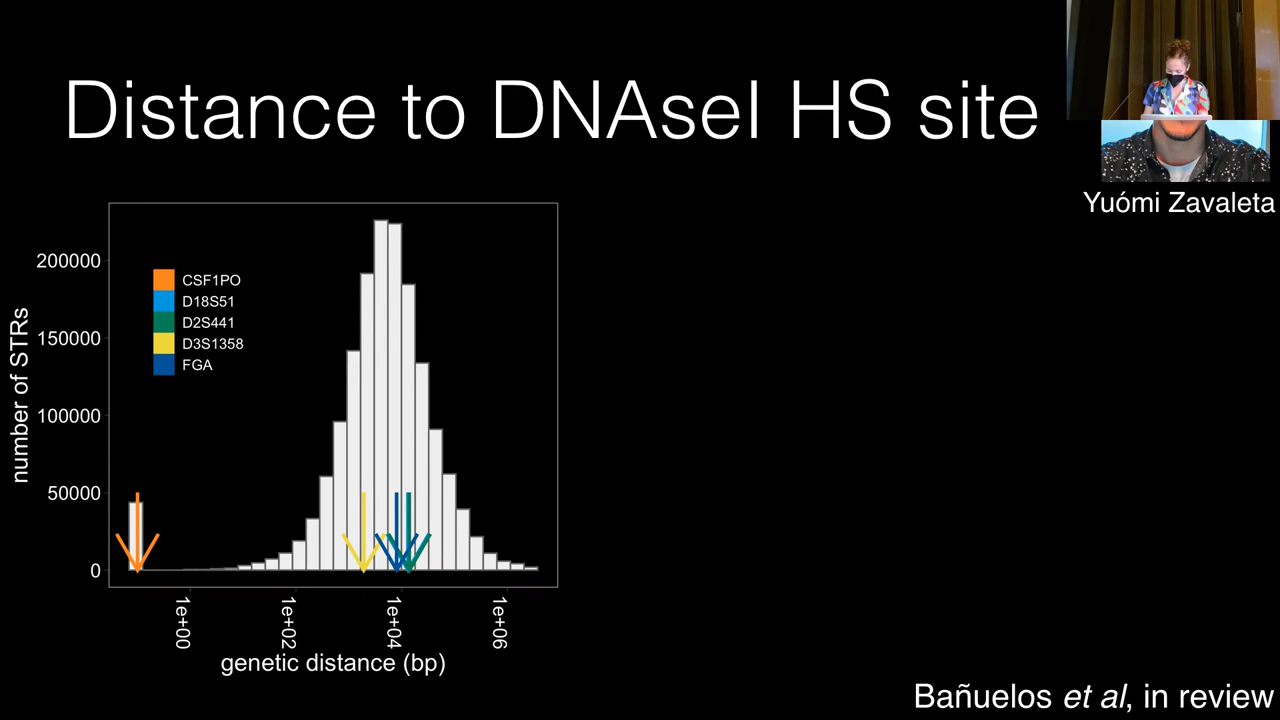 Distance to DNAseI HS site
Yuómi Zavaleta
number of STRs
200000
150000
100000
50000
0
CSF1PO
D18S51
D2S441
D3S1358
FGA
1e+00
1e+02
1e+04
1e+06
genetic distance (bp)
Bañuelos et al, in review